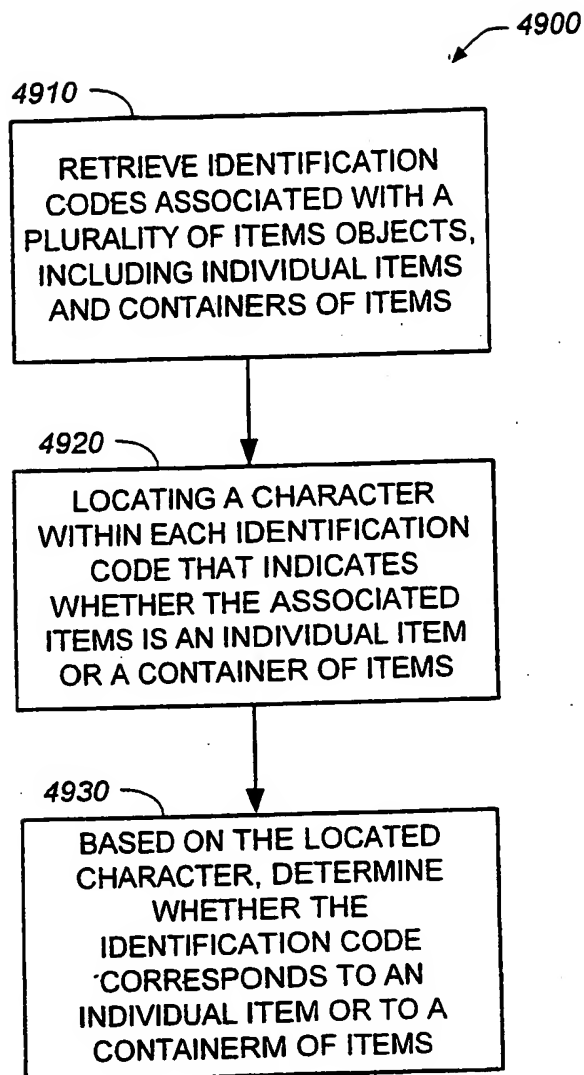 4900
4910
RETRIEVE IDENTIFICATION
CODES ASSOCIATED WITH A
PLURALITY OF ITEMS OBJECTS,
INCLUDING INDIVIDUAL ITEMS
AND CONTAINERS OF ITEMS
4920
LOCATING A CHARACTER
WITHIN EACH IDENTIFICATION
CODE THAT INDICATES
WHETHER THE ASSOCIATED
ITEMS IS AN INDIVIDUAL ITEM
OR A CONTAINER OF ITEMS
4930
BASED ON THE LOCATED
CHARACTER, DETERMINE
WHETHER THE
IDENTIFICATION CODE
CORRESPONDS TO AN
INDIVIDUAL ITEM OR TO A
CONTAINERM OF ITEMS